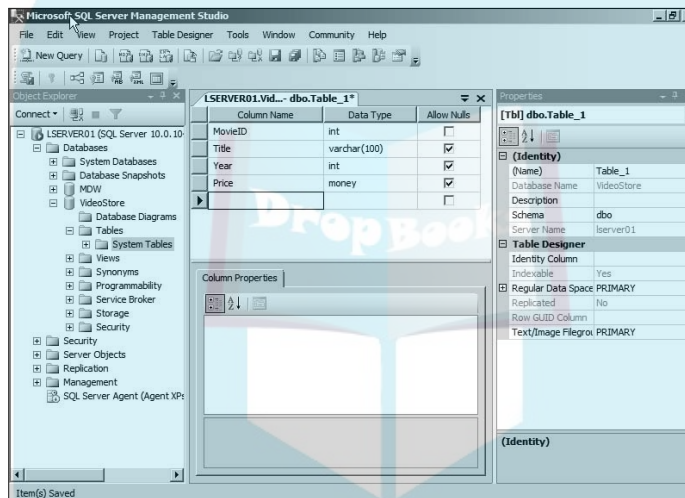 Microsoft SQL Server Management Studio
File Edit View Project Table Designer Tools Window Community Help
New Query
Object Explorer
LSERVER01.Vid...- dbo.Table_1*
Properties
Connect
Column Name Data Type Allow Nulls
[Tbl] dbo.Table_1
LSERVER01 (SQL Server 10.0.10
MovieID int
Databases
Title varchar(100)
System Databases
Year int
Database Snapshots
Price money
MDW
VideoStore
Database Diagrams
Tables
System Tables
Views
Synonyms
Programmability
Service Broker
Storage
Security
Security
Server Objects
Replication
Management
SQL Server Agent (Agent XPs
Column Properties
(Identity)
(Name) Table_1
Database Name VideoStore
Description
Schema dbo
Server Name lserver01
Table Designer
Identity Column
Indexable Yes
Regular Data Space PRIMARY
Replicated No
Row GUID Column
Text/Image Filegrou PRIMARY
(Identity)
Drop Book
Item(s) Saved